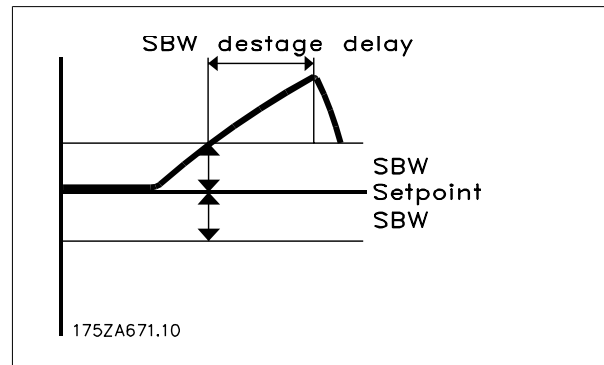 SBW destage delay
SBW
Setpoint
SBW
175ZA671.10